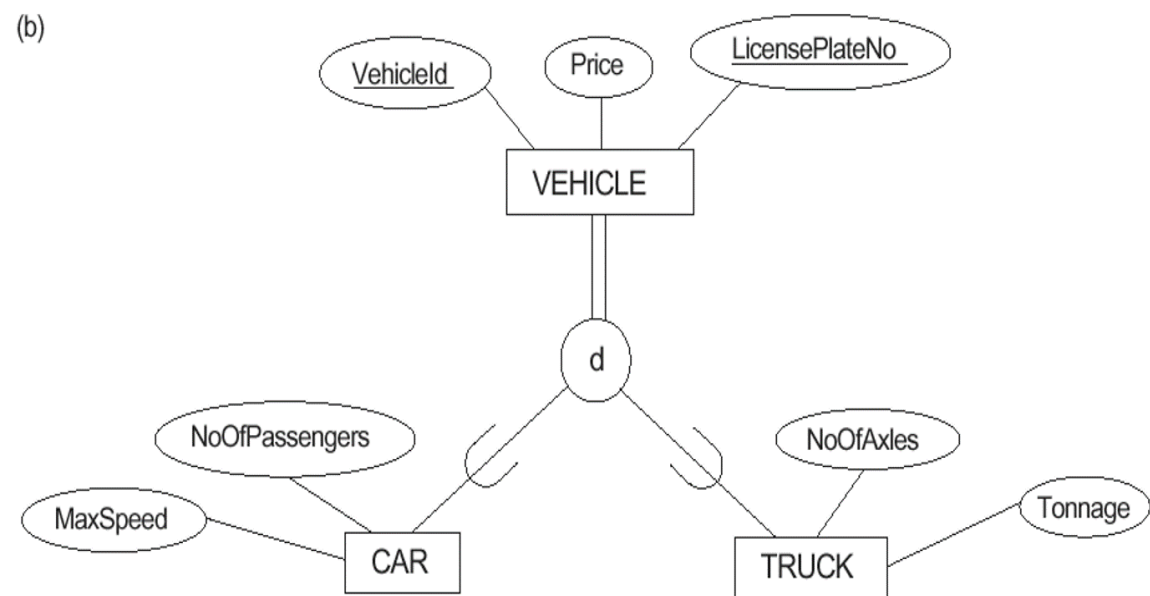 (b)
VehicleId
Price
LicensePlateNo
VEHICLE
d
NoOfPassengers
NoOfAxles
MaxSpeed
Tonnage
CAR
TRUCK